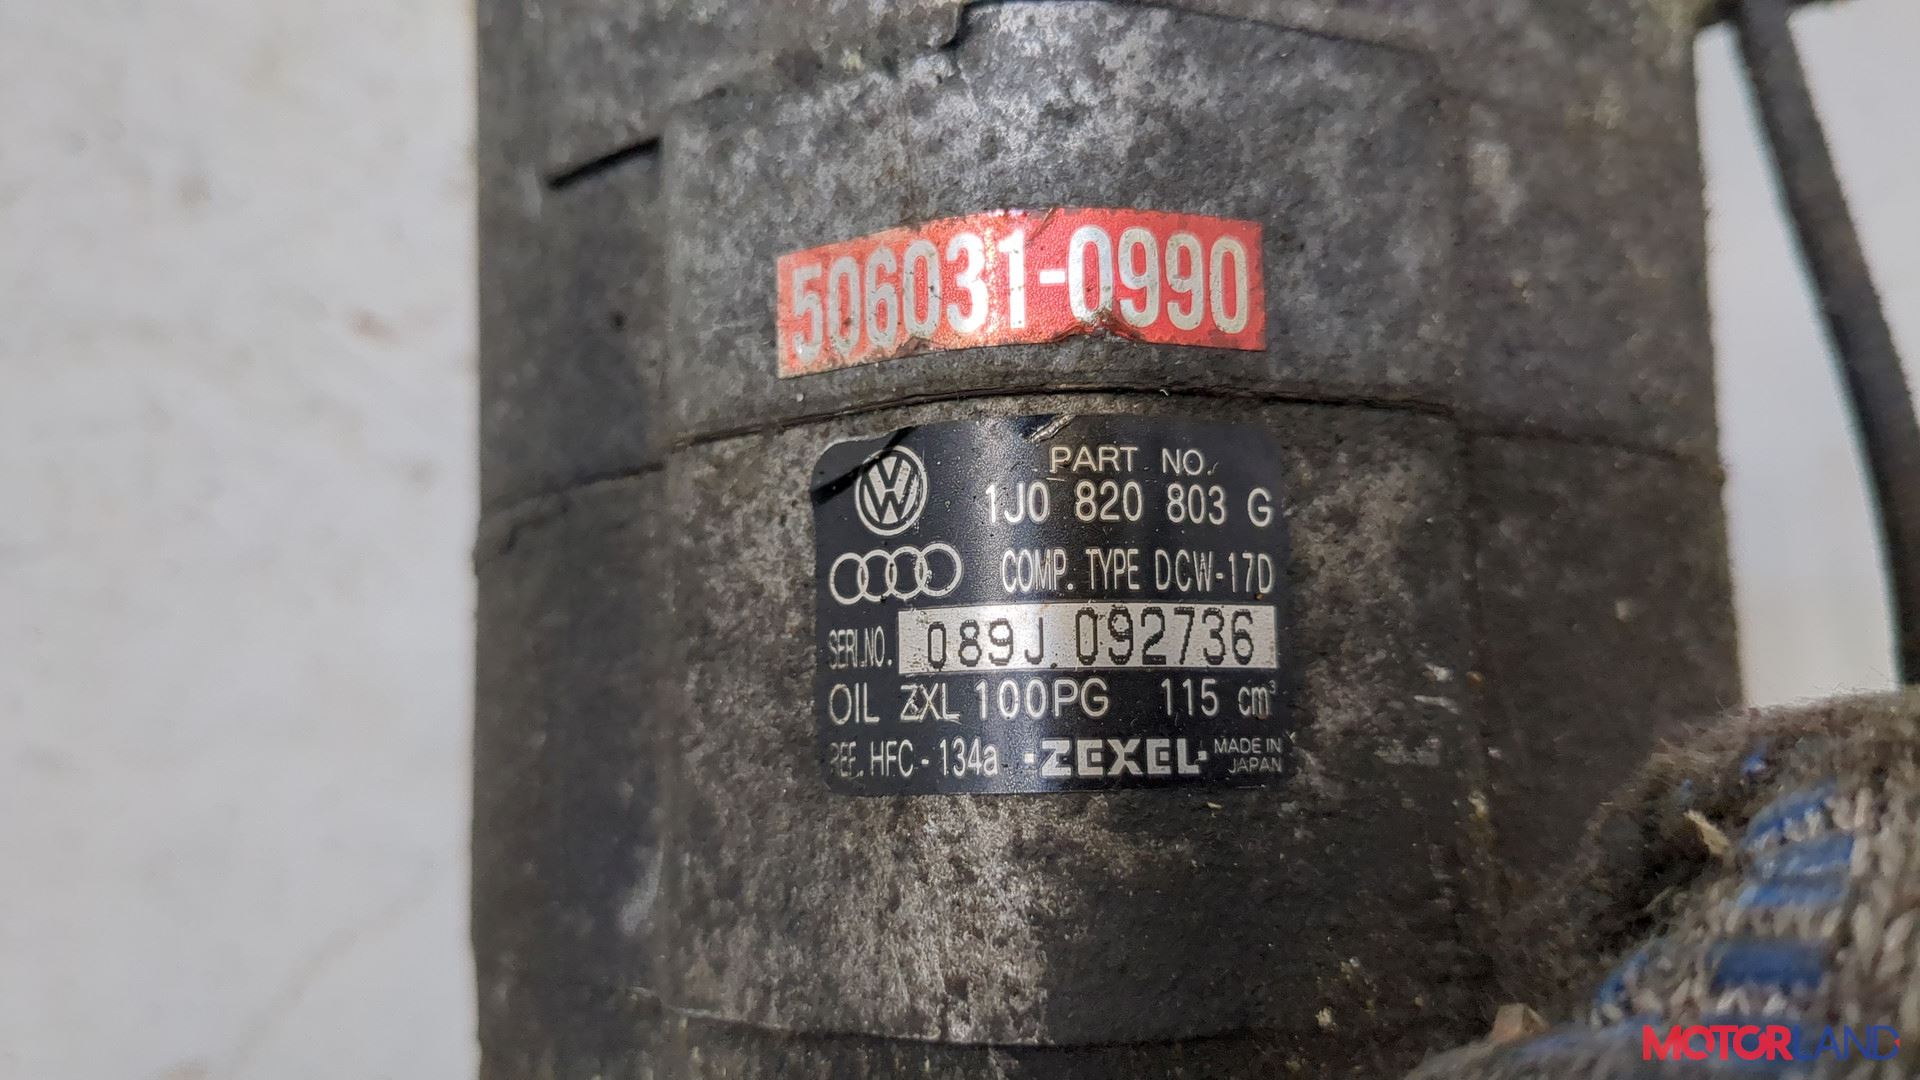 506031-0990
PART NO.
1J0 820 803 G
COMP. TYPE DCW-17D
SERI.NO. 089J 092736
OIL ZXL 100PG 115 cm³
REF. HFC-134a ·ZEXEL· MADE IN JAPAN
MOTORLAND